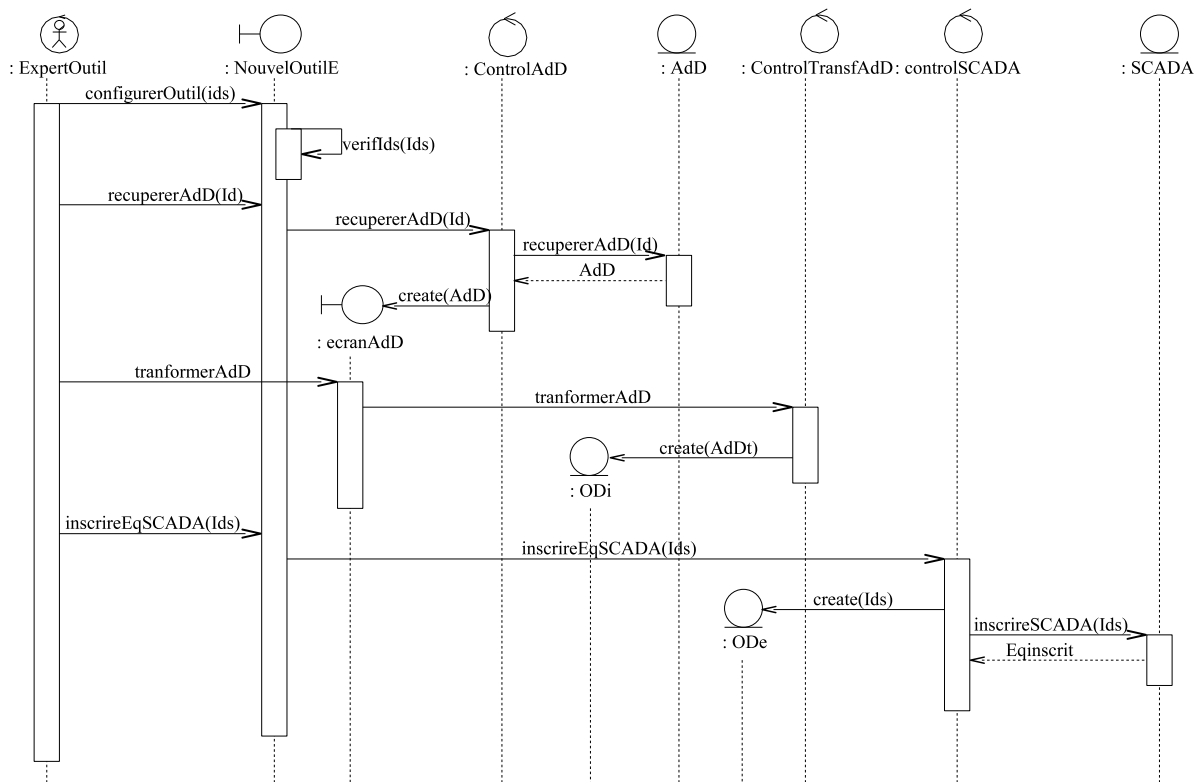 : ExpertOutil
: NouvelOutilE
: ControlAdD
: AdD
: ControlTransfAdD
: controlSCADA
: SCADA
configurerOutil(ids)
verifIds(Ids)
recupererAdD(Id)
recupererAdD(Id)
recupererAdD(Id)
AdD
create(AdD)
: ecranAdD
tranformerAdD
tranformerAdD
create(AdDt)
: ODi
inscrireEqSCADA(Ids)
inscrireEqSCADA(Ids)
create(Ids)
inscrireSCADA(Ids)
: ODe
Eqinscrit